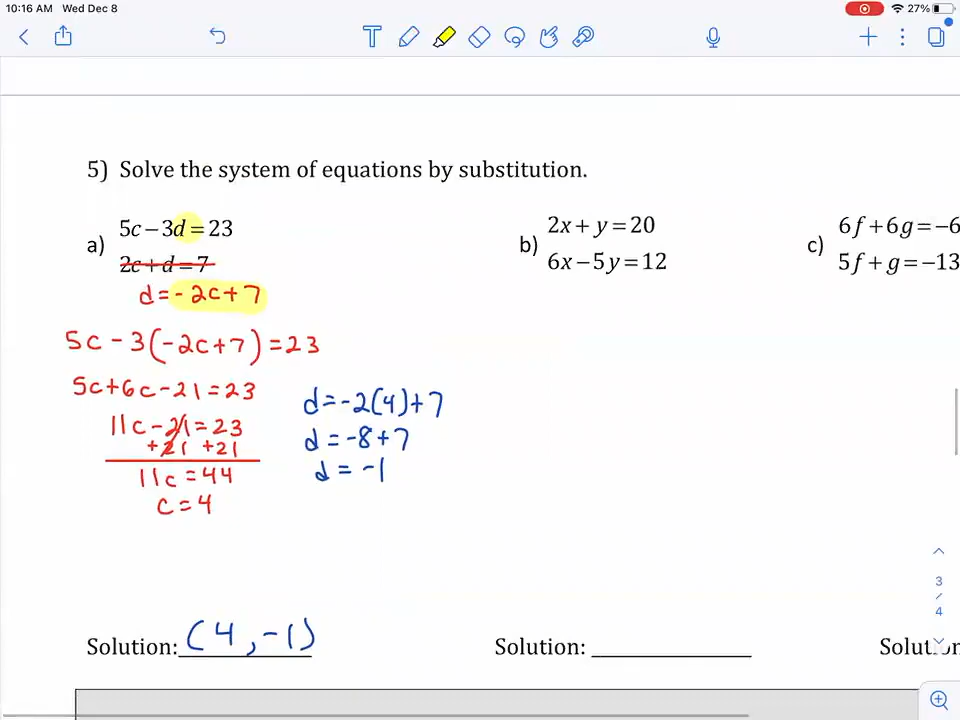 10:16 AM Wed Dec 8
27%
5) Solve the system of equations by substitution.
a) 5c – 3d = 23
2c + d = 7
d = -2c + 7
5c - 3(-2c + 7) = 23
5c + 6c - 21 = 23
11c - 21 = 23
+21 +21
11c = 44
c = 4
d = -2(4) + 7
d = -8 + 7
d = -1
Solution: (4, -1)
b) 2x + y = 20
6x – 5y = 12
Solution:
c) 6f + 6g = –6
5f + g = –13
3
/
4